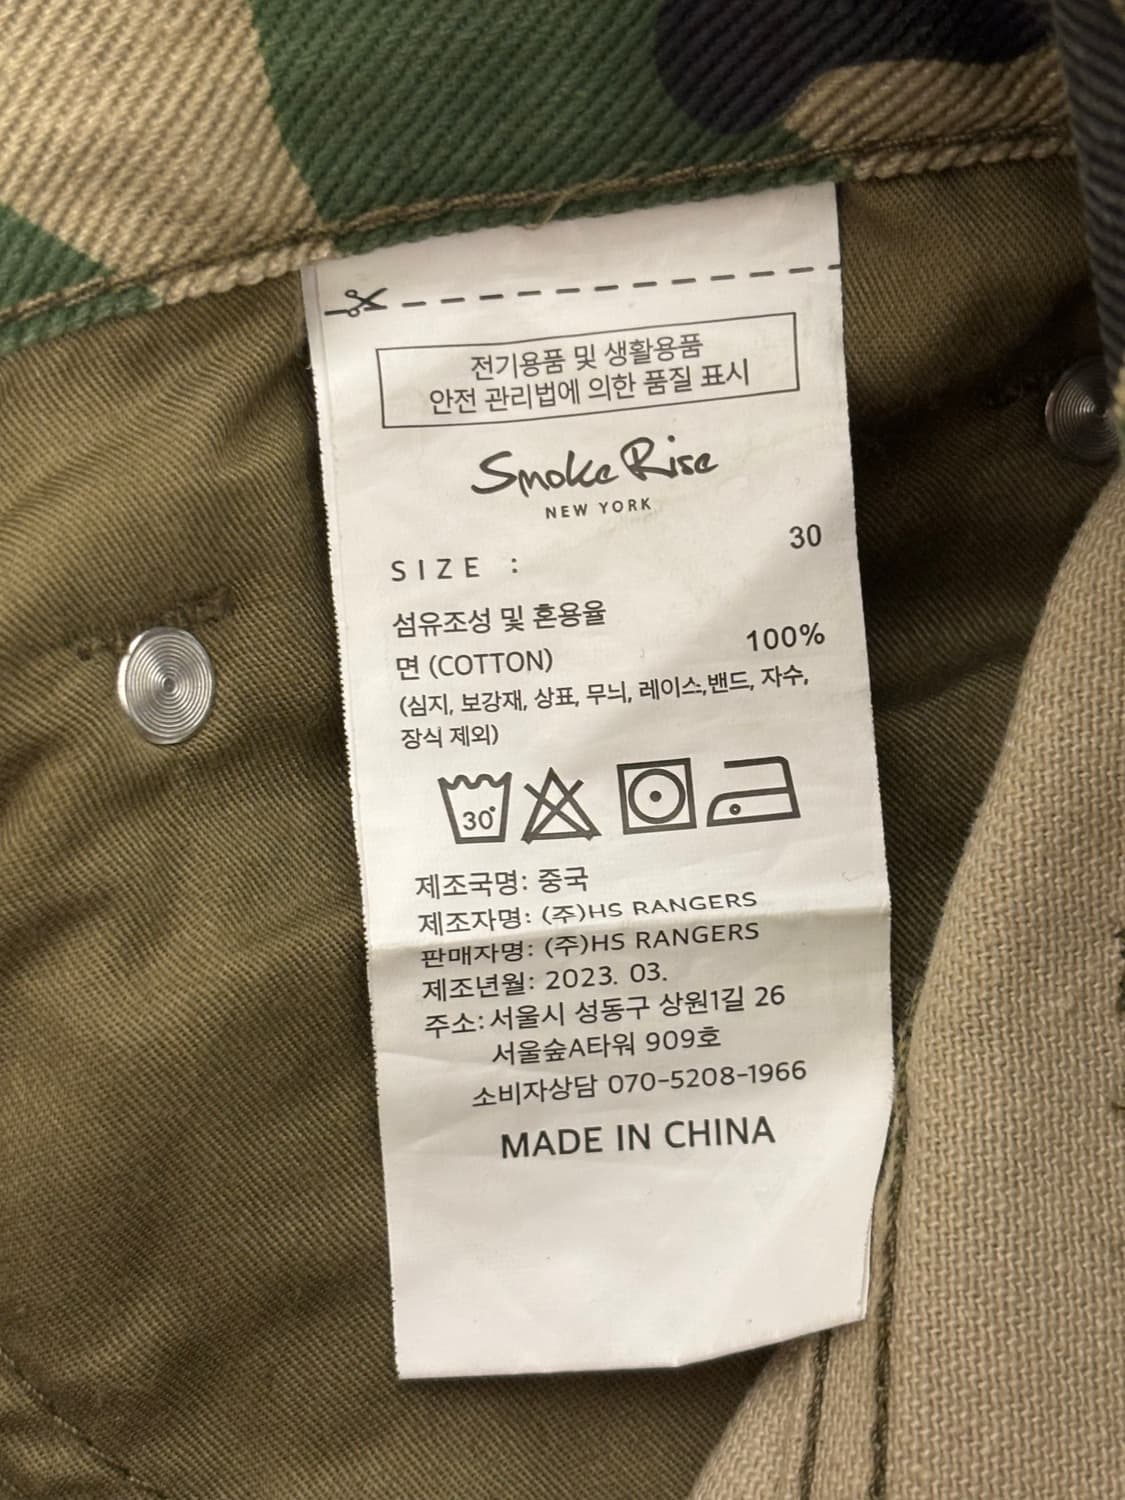 전기용품 및 생활용품
안전 관리법에 의한 품질 표시
Smoke Rise
NEW YORK
SIZE : 30
섬유조성 및 혼용율
면 (COTTON) 100%
(심지, 보강재, 상표, 무늬, 레이스,밴드, 자수,
장식 제외)
30°
제조국명: 중국
제조자명: (주)HS RANGERS
판매자명: (주)HS RANGERS
제조년월: 2023. 03.
주소: 서울시 성동구 상원1길 26
서울숲A타워 909호
소비자상담 070-5208-1966
MADE IN CHINA